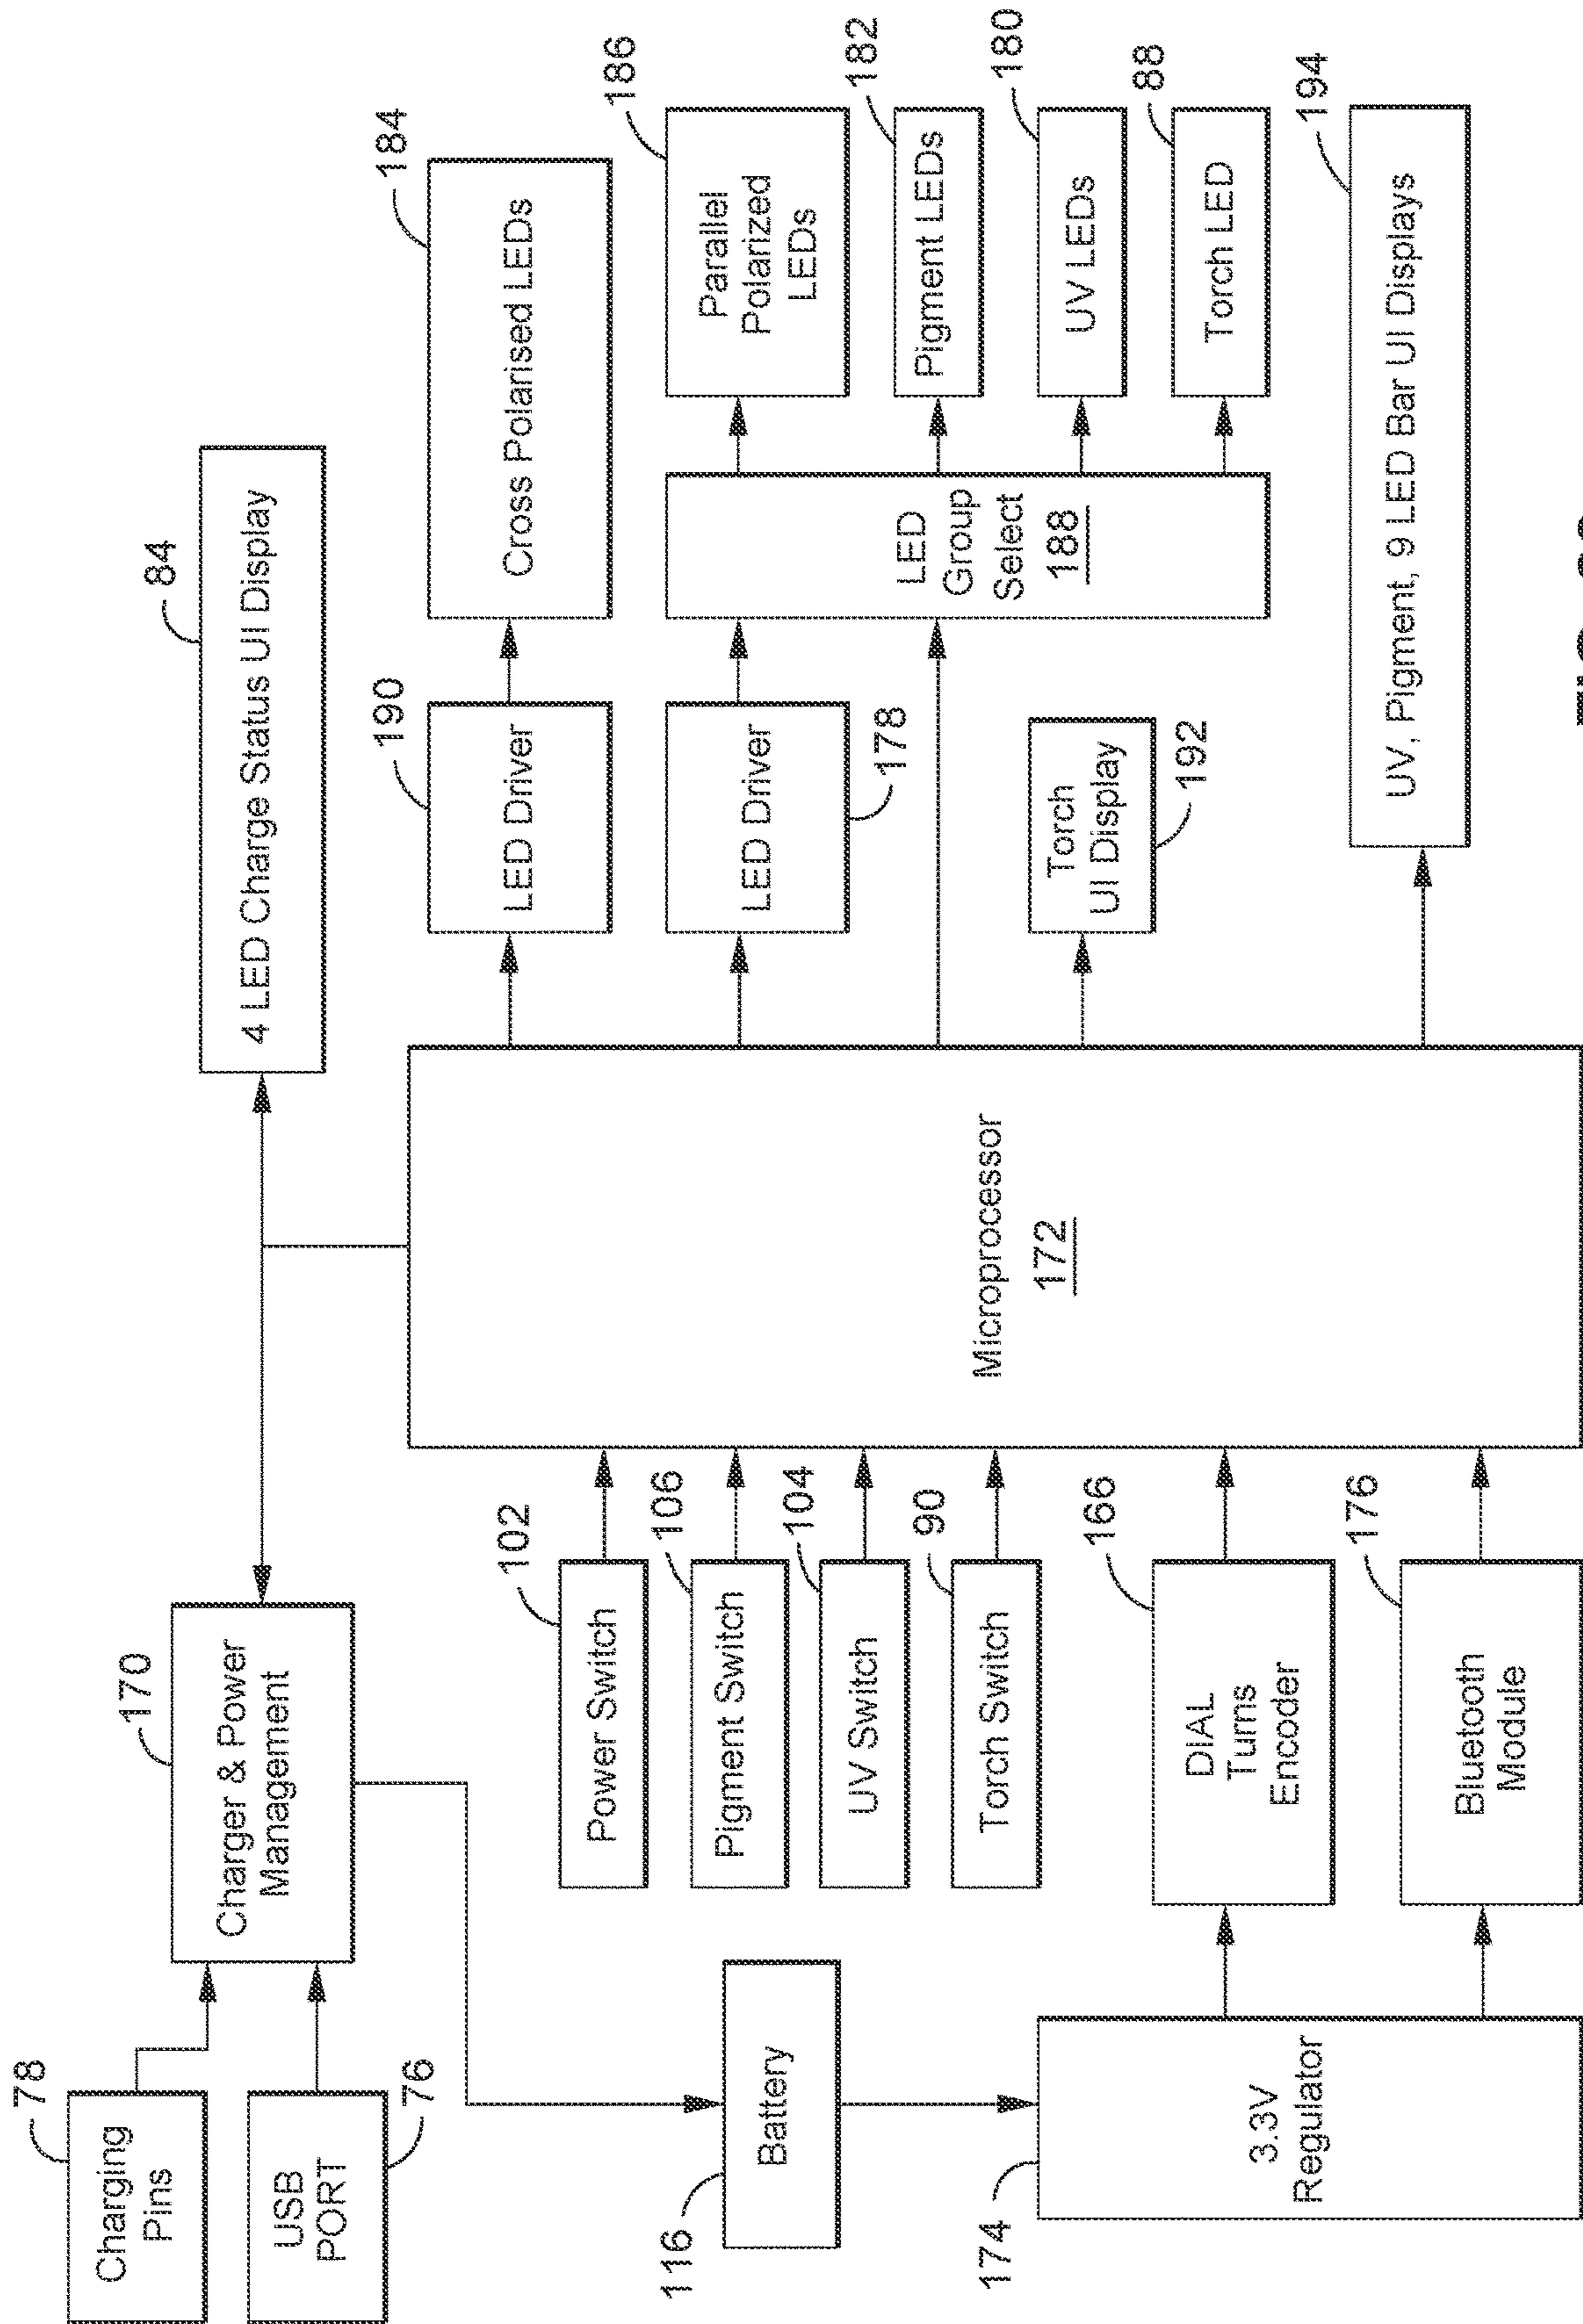 78
Charging
Pins
USB
PORT
76
170
Charger & Power
Management
84
4 LED Charge Status UI Display
116
Battery
174
3.3V
Regulator
102
Power Switch
106
Pigment Switch
104
UV Switch
90
Torch Switch
166
DIAL
Turns
Encoder
176
Bluetooth
Module
Microprocessor
172
190
LED Driver
LED Driver
178
Torch
UI Display
192
184
Cross Polarised LEDs
LED
Group
Select
188
186
Parallel
Polarized
LEDs
182
Pigment LEDs
180
UV LEDs
88
Torch LED
194
UV, Pigment, 9 LED Bar UI Displays